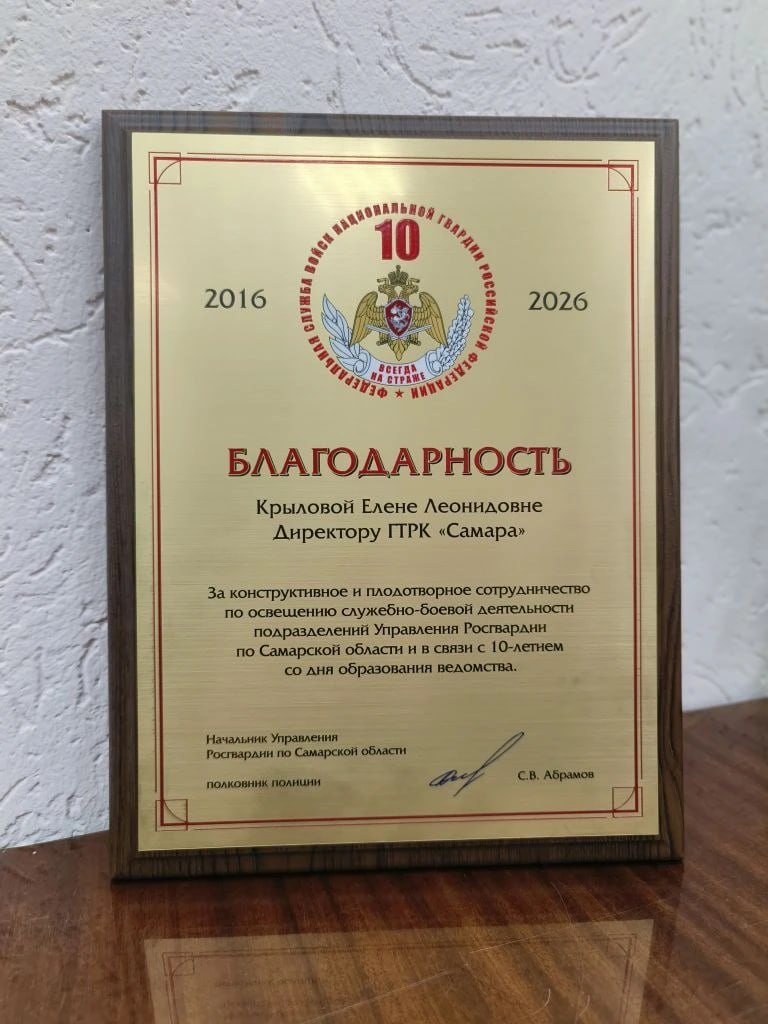 ФЕДЕРАЛЬНАЯ СЛУЖБА ВОЙСК НАЦИОНАЛЬНОЙ ГВАРДИИ РОССИЙСКОЙ ФЕДЕРАЦИИ
10
2016
2026
ВСЕГДА
НА СТРАЖЕ
БЛАГОДАРНОСТЬ
Крыловой Елене Леонидовне
Директору ГТРК «Самара»
За конструктивное и плодотворное сотрудничество
по освещению служебно-боевой деятельности
подразделений Управления Росгвардии
по Самарской области и в связи с 10-летием
со дня образования ведомства.
Начальник Управления
Росгвардии по Самарской области
полковник полиции
С.В. Абрамов